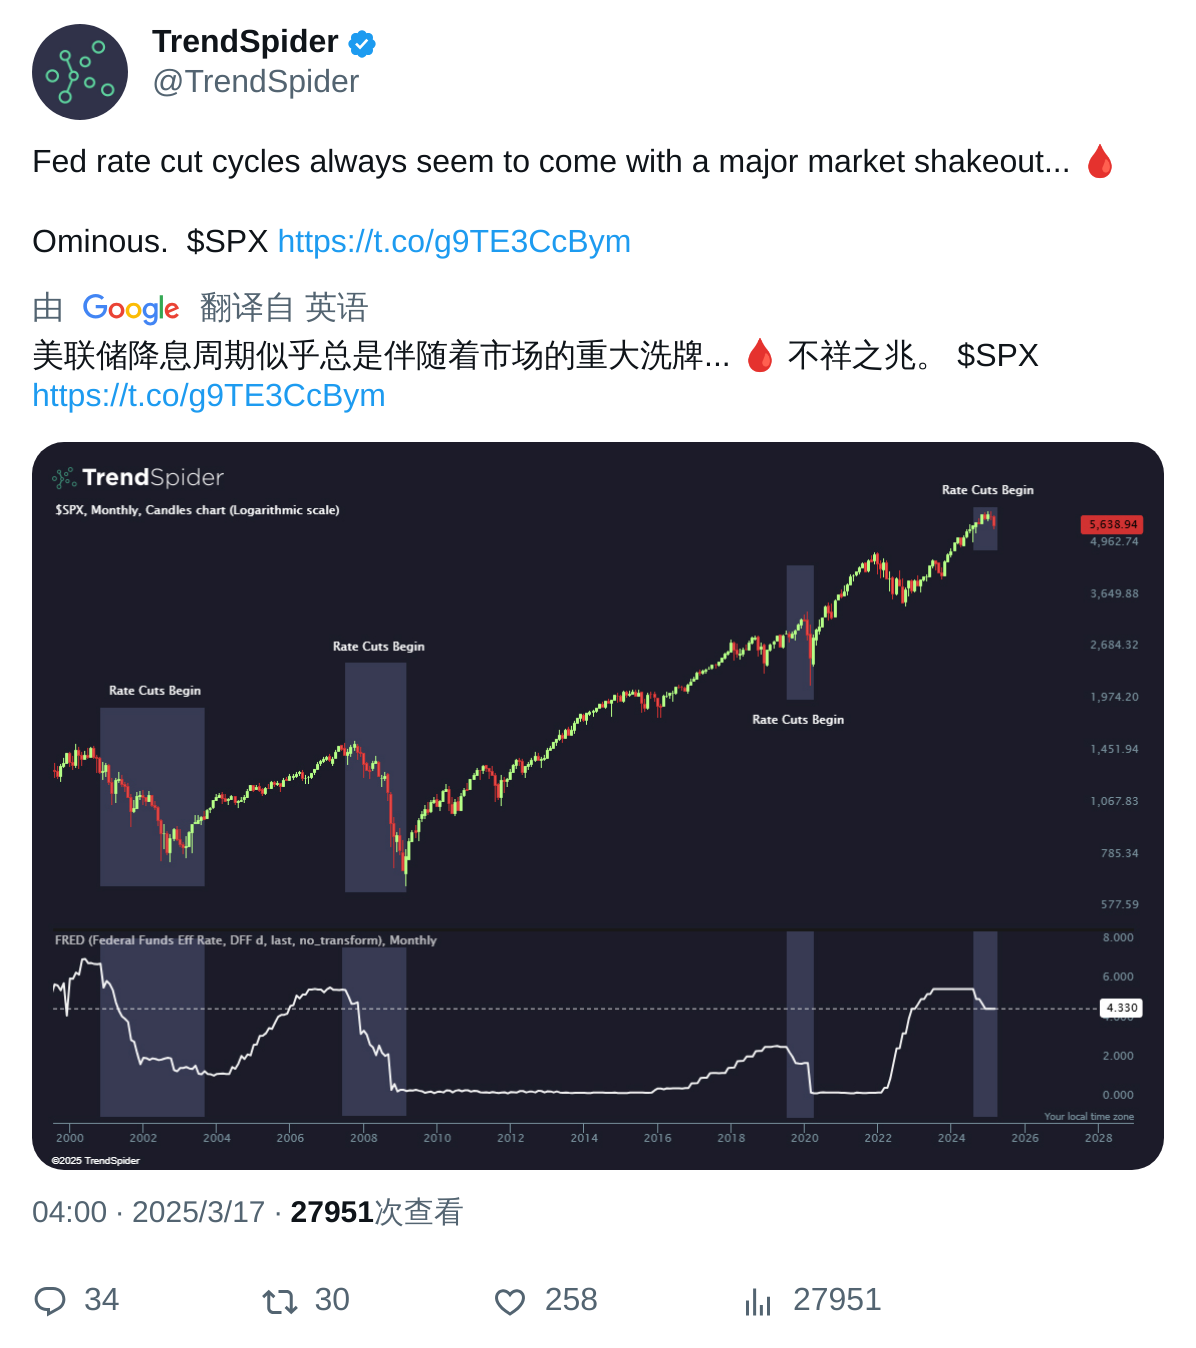 TrendSpider
@TrendSpider
Fed rate cut cycles always seem to come with a major market shakeout... 🩸
Ominous.  $SPX https://t.co/g9TE3CcBym
由 Google 翻译自 英语
美联储降息周期似乎总是伴随着市场的重大洗牌... 🩸 不祥之兆。 $SPX
https://t.co/g9TE3CcBym
TrendSpider
$SPX, Monthly, Candles chart (Logarithmic scale)
Rate Cuts Begin
5,638.94
4,962.74
3,649.88
Rate Cuts Begin
2,684.32
Rate Cuts Begin
1,974.20
Rate Cuts Begin
1,451.94
1,067.83
785.34
577.59
FRED (Federal Funds Eff Rate, DFF d, last, no_transform), Monthly
8.000
6.000
4.330
4.000
2.000
0.000
Your local time zone
2000 2002 2004 2006 2008 2010 2012 2014 2016 2018 2020 2022 2024 2026 2028
©2025 TrendSpider
04:00 · 2025/3/17 · 27951次查看
34 30 258 27951